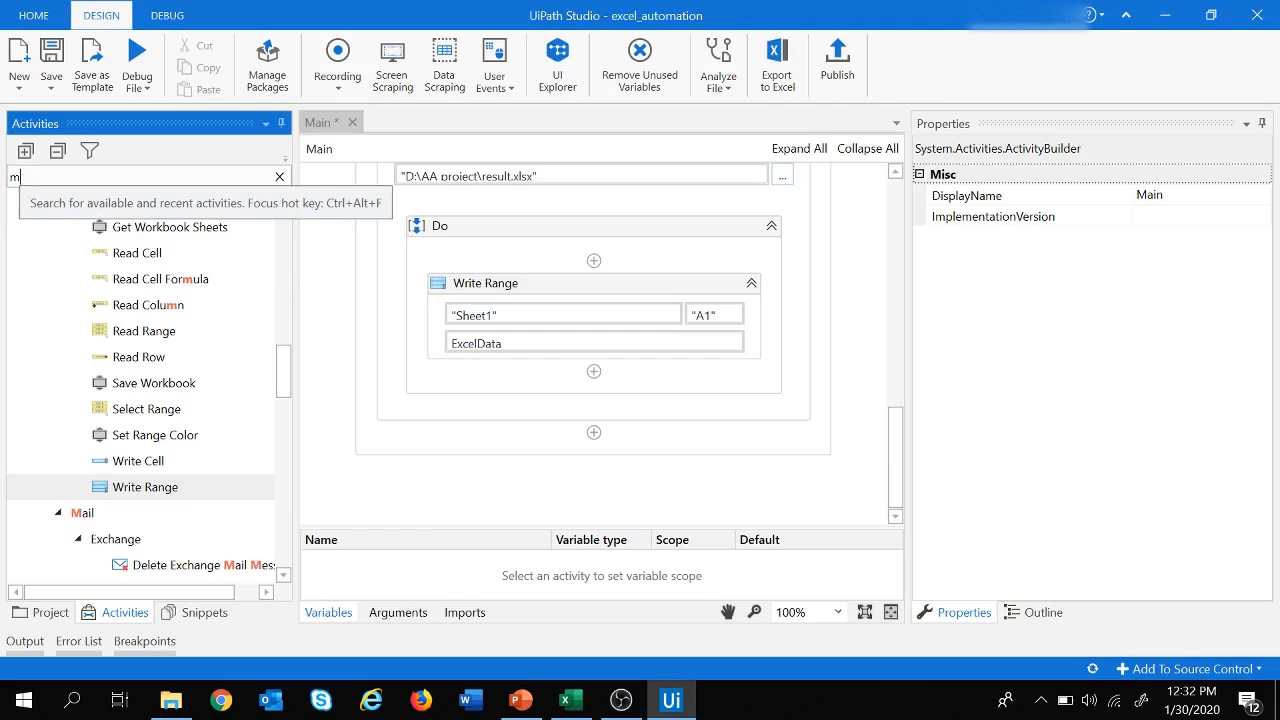 HOME DESIGN DEBUG UiPath Studio - excel_automation ?
New Save Save as Template Debug File Cut Copy Paste Manage Packages Recording Screen Scraping Data Scraping User Events UI Explorer Remove Unused Variables Analyze File Export to Excel Publish
Activities
m
Search for available and recent activities. Focus hot key: Ctrl+Alt+F
Get Workbook Sheets
Read Cell
Read Cell Formula
Read Column
Read Range
Read Row
Save Workbook
Select Range
Set Range Color
Write Cell
Write Range
Mail
Exchange
Delete Exchange Mail Mes
Project Activities Snippets
Main *
Main Expand All Collapse All
"D:\AA project\result.xlsx" ...
Do
Write Range
"Sheet1" "A1"
ExcelData
Name Variable type Scope Default
Select an activity to set variable scope
Variables Arguments Imports 100%
Properties
System.Activities.ActivityBuilder
Misc
DisplayName Main
ImplementationVersion
Properties Outline
Output Error List Breakpoints
Add To Source Control
Ui 12:32 PM
1/30/2020 12